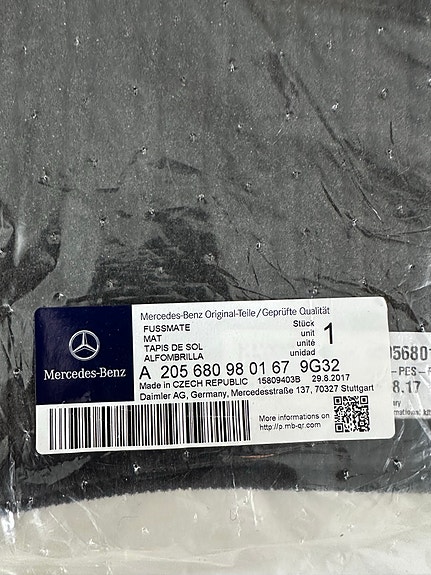 Mercedes-Benz
Mercedes-Benz Original-Teile/Geprüfte Qualität
FUSSMATE
MAT
TAPIS DE SOL
ALFOMBRILLA
Stück
unit
unité
unidad
1
A 205 680 98 01 67 9G32
Made in CZECH REPUBLIC 15809403B 29.8.2017
Daimler AG, Germany, Mercedesstraße 137, 70327 Stuttgart
More informations on
http://p.mb-qr.com
056801
-PES-
8.17